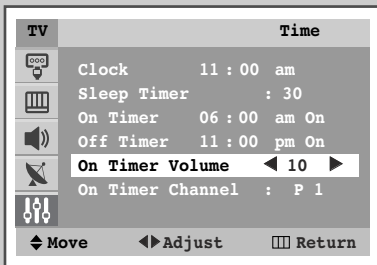 TV Time
Clock 11 : 00 am
Sleep Timer : 30
On Timer 06 : 00 am On
Off Timer 11 : 00 pm On
On Timer Volume ◀ 10 ▶
On Timer Channel : P 1
Move Adjust Return